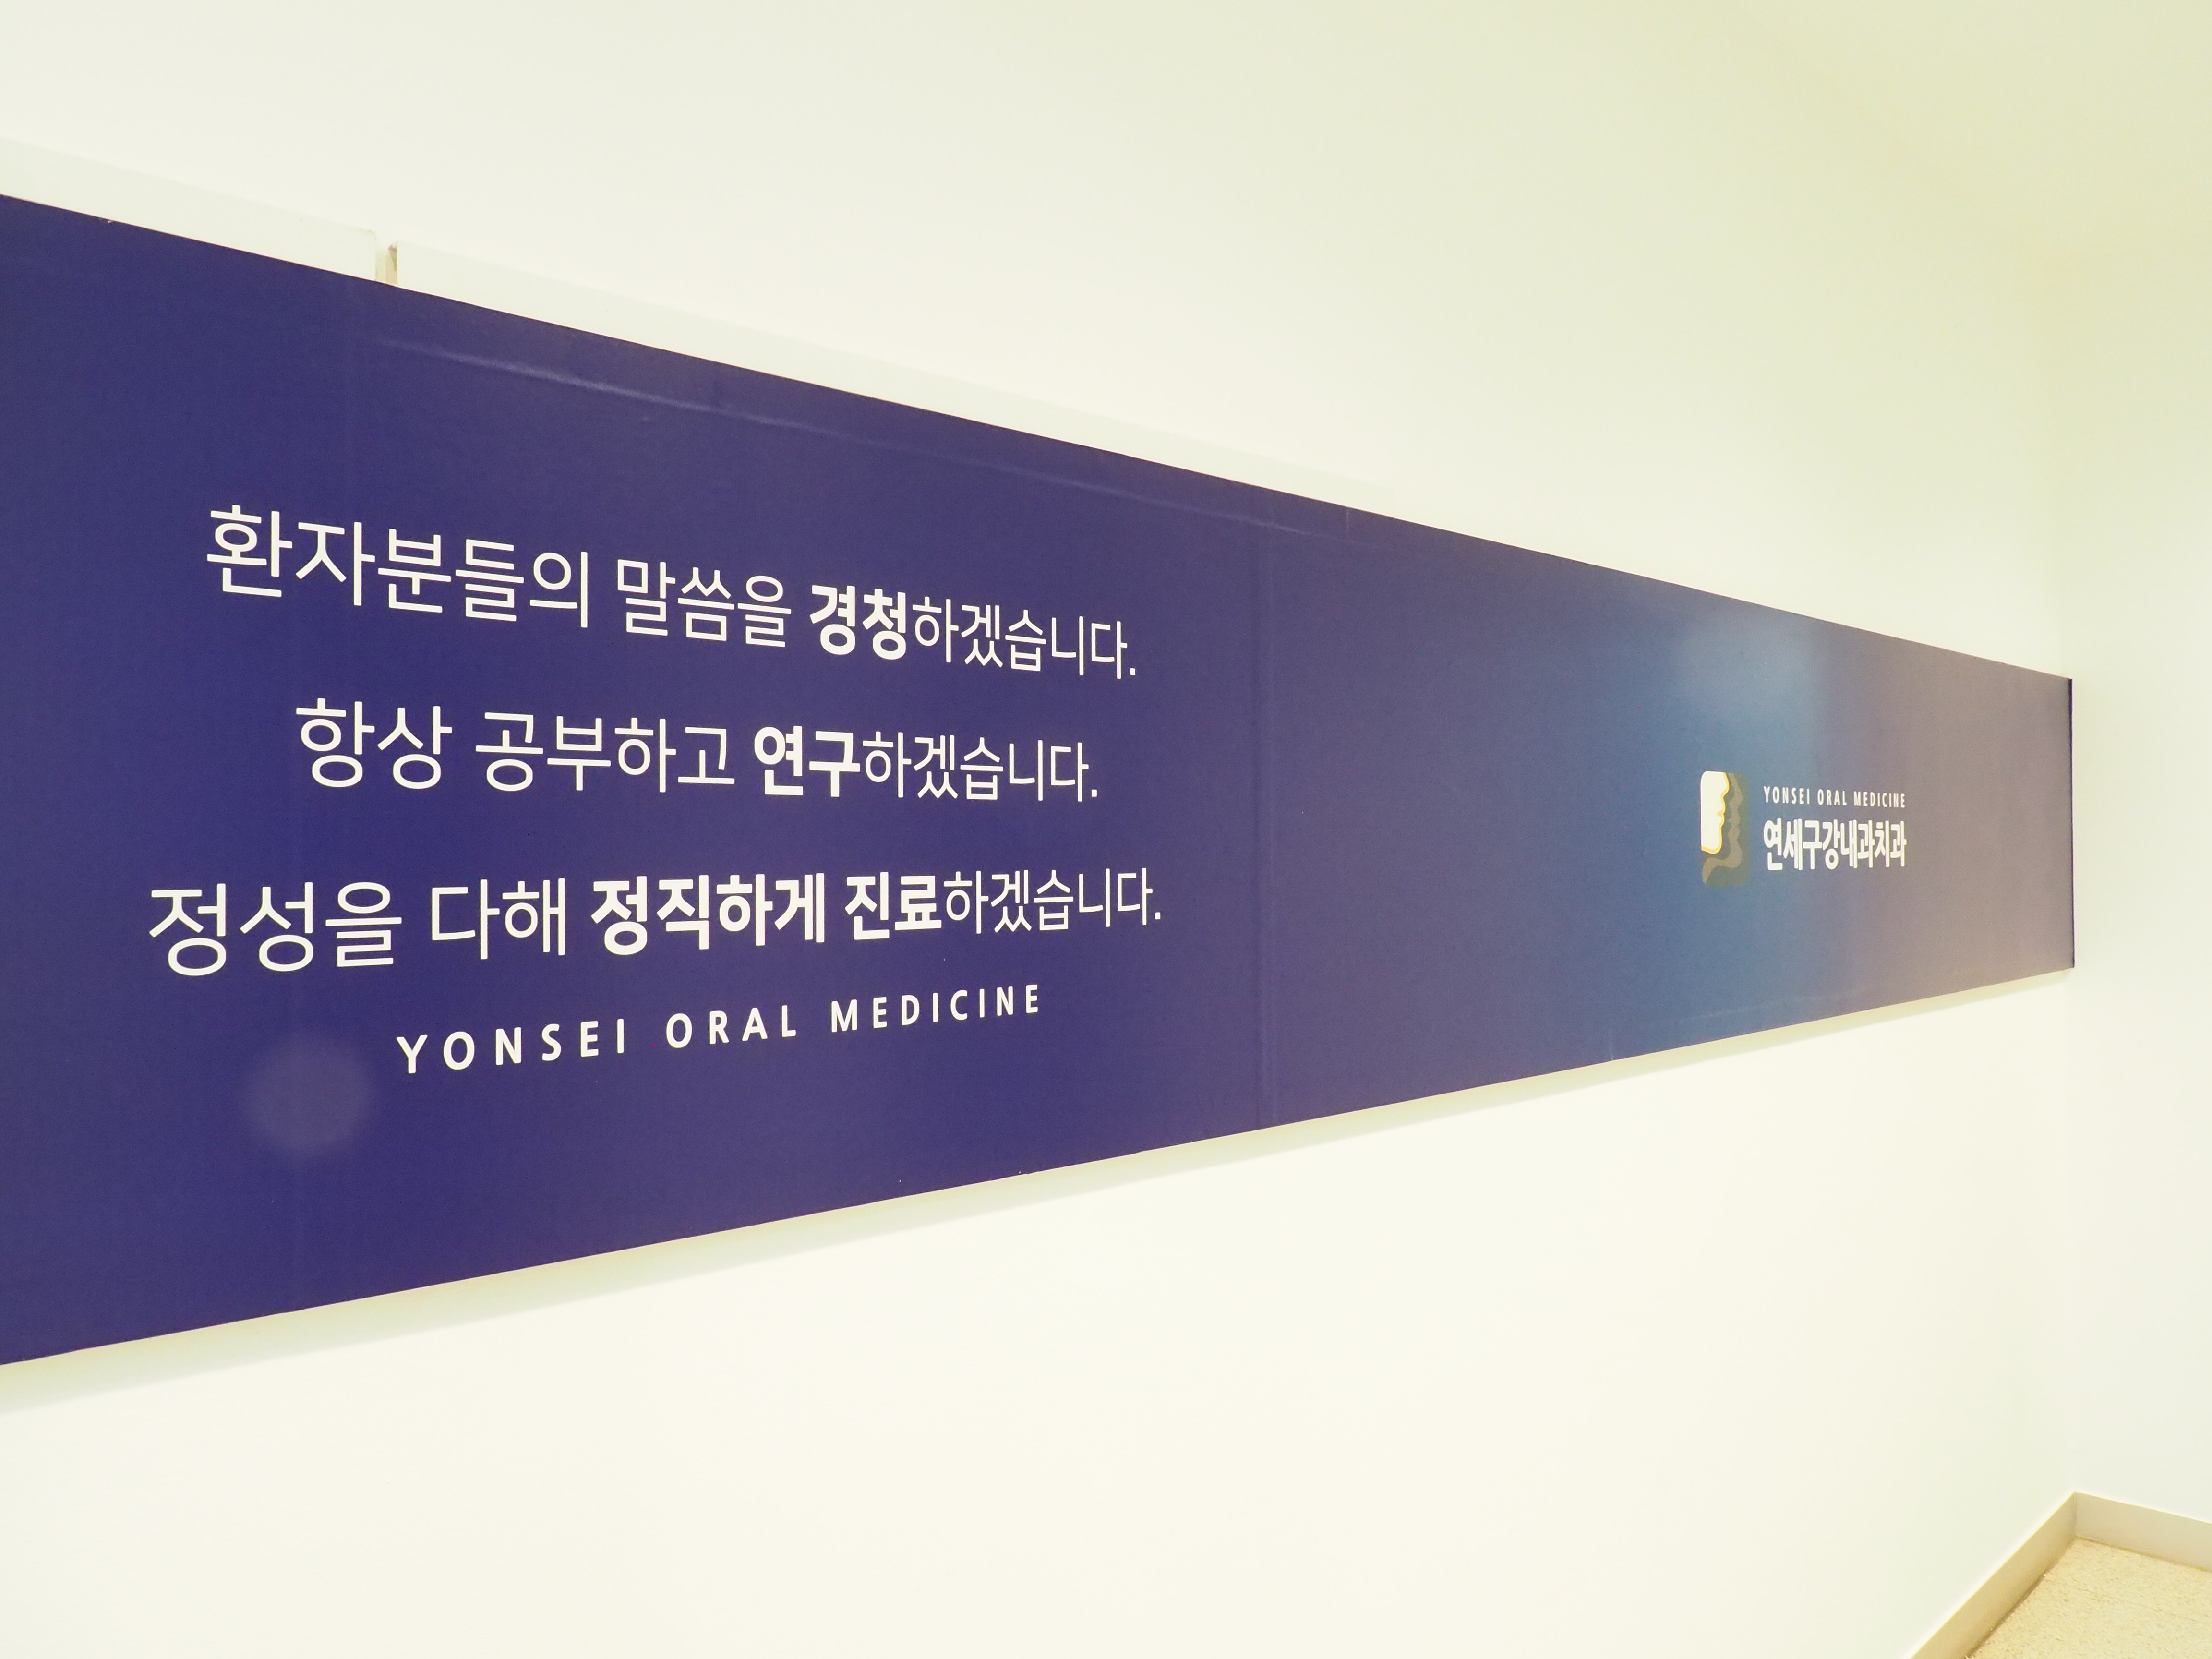 환자분들의 말씀을 경청하겠습니다.
항상 공부하고 연구하겠습니다.
정성을 다해 정직하게 진료하겠습니다.
YONSEI ORAL MEDICINE
YONSEI ORAL MEDICINE
연세구강내과치과